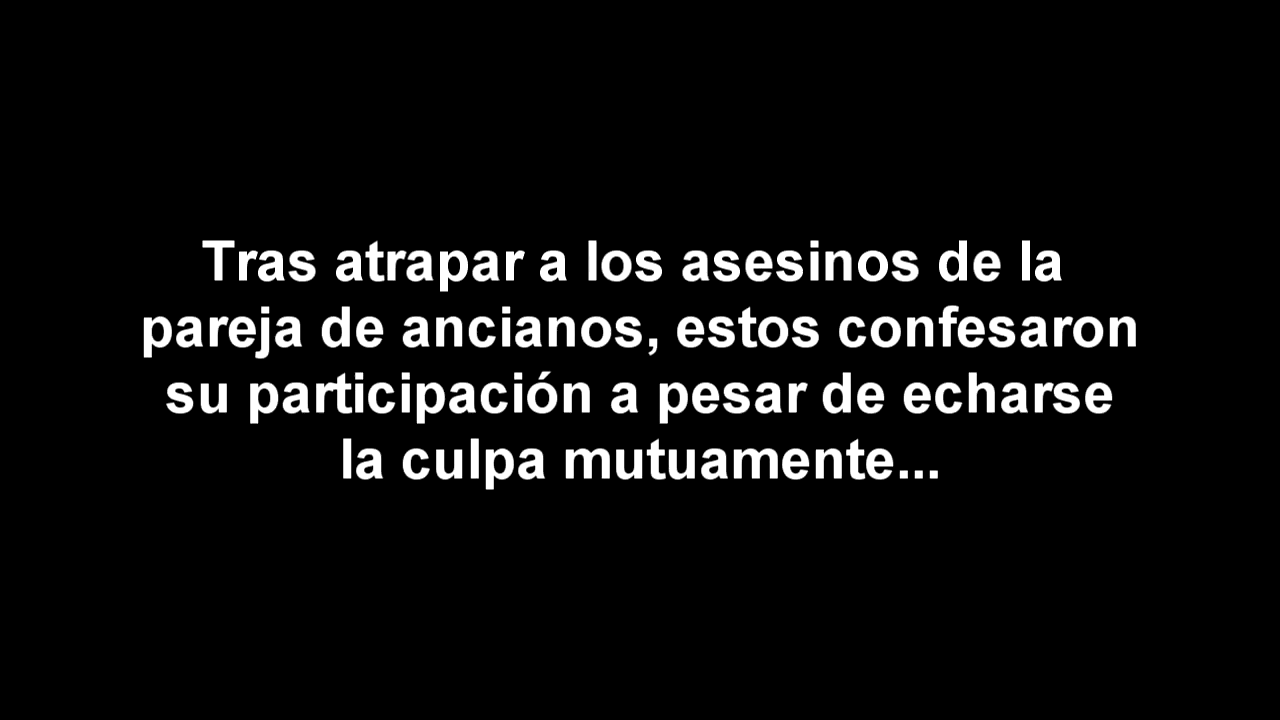 Tras atrapar a los asesinos de la
pareja de ancianos, estos confesaron
su participación a pesar de echarse
la culpa mutuamente...